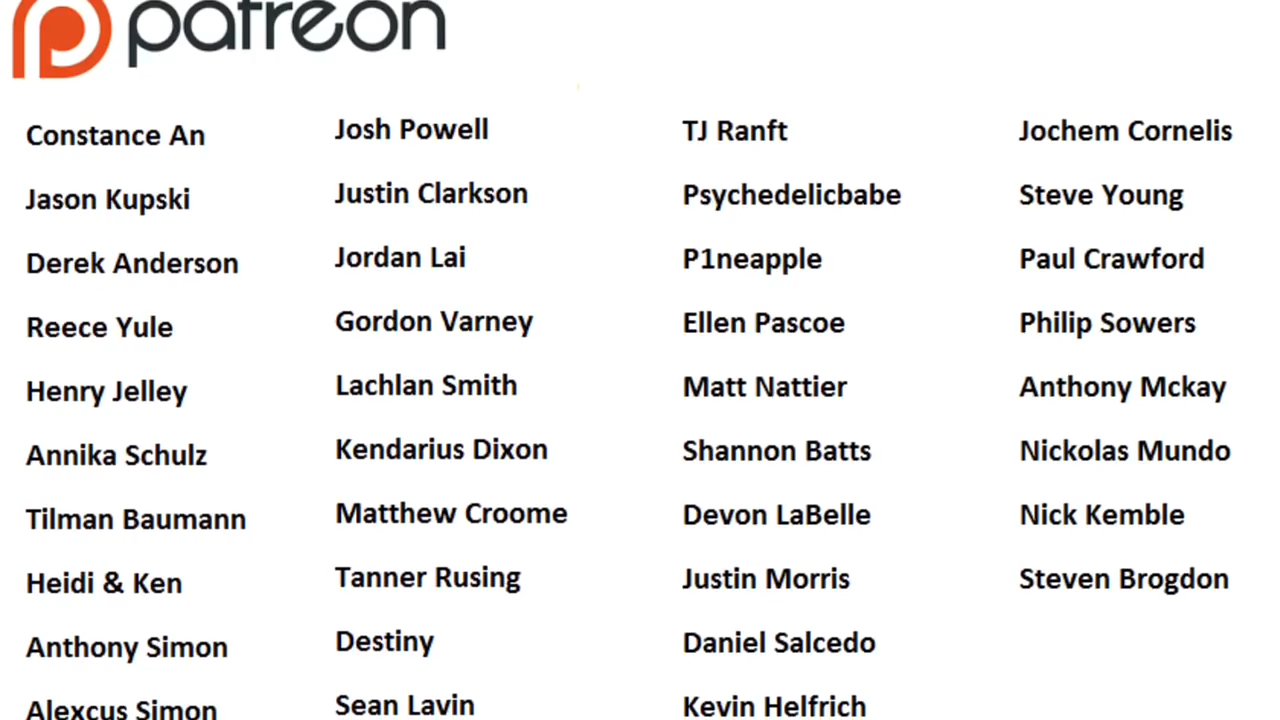 patreon
Constance An
Jason Kupski
Derek Anderson
Reece Yule
Henry Jelley
Annika Schulz
Tilman Baumann
Heidi & Ken
Anthony Simon
Alexcus Simon
Josh Powell
Justin Clarkson
Jordan Lai
Gordon Varney
Lachlan Smith
Kendarius Dixon
Matthew Croome
Tanner Rusing
Destiny
Sean Lavin
TJ Ranft
Psychedelicbabe
P1neapple
Ellen Pascoe
Matt Nattier
Shannon Batts
Devon LaBelle
Justin Morris
Daniel Salcedo
Kevin Helfrich
Jochem Cornelis
Steve Young
Paul Crawford
Philip Sowers
Anthony Mckay
Nickolas Mundo
Nick Kemble
Steven Brogdon